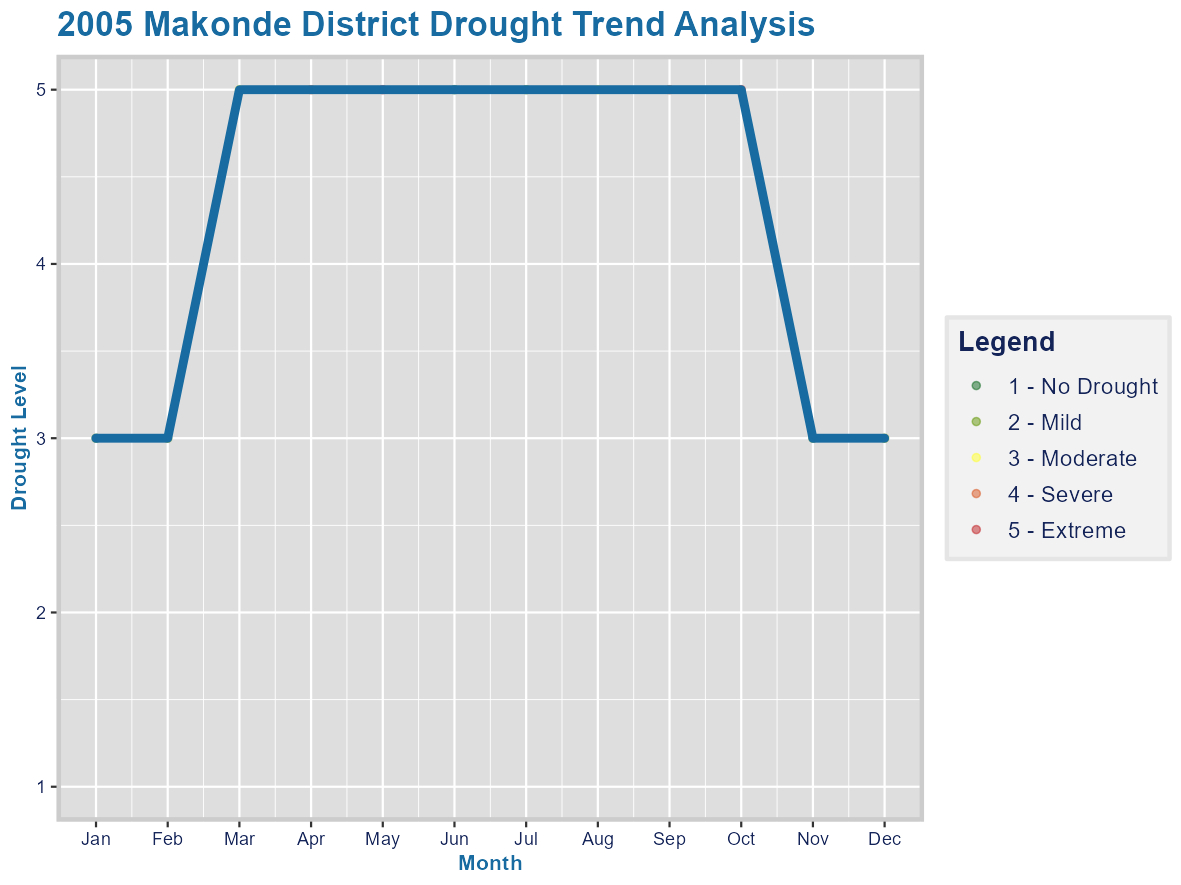 2005 Makonde District Drought Trend Analysis
5
4
3
2
1
Drought Level
Jan Feb Mar Apr May Jun Jul Aug Sep Oct Nov Dec
Month
Legend
1 - No Drought
2 - Mild
3 - Moderate
4 - Severe
5 - Extreme